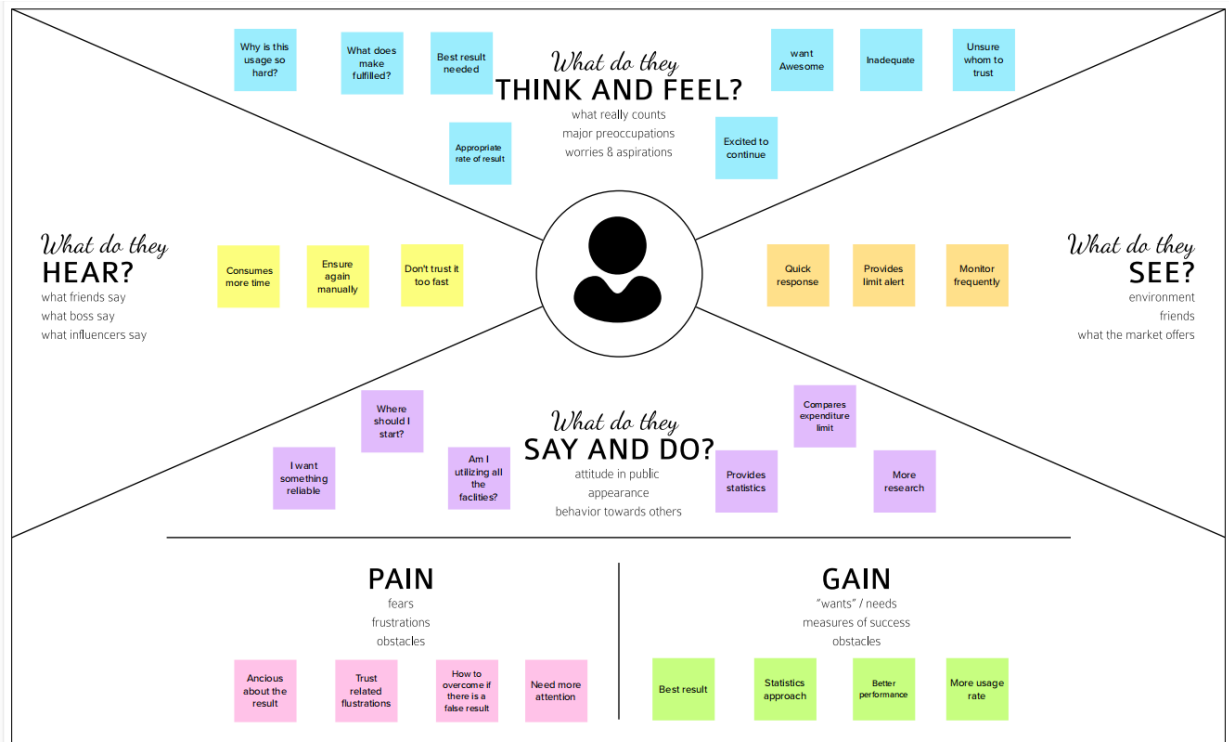 Why is this
usage so
hard?
What does
make
fulfilled?
Best result
needed
What do they
THINK AND FEEL?
what really counts
major preoccupations
worries & aspirations
want
Awesome
Inadequate
Unsure
whom to
trust
Appropriate
rate of result
Excited to
continue
What do they
HEAR?
what friends say
what boss say
what influencers say
Consumes
more time
Ensure
again
manually
Don't trust it
too fast
Quick
response
Provides
limit alert
Monitor
frequently
What do they
SEE?
environment
friends
what the market offers
Where
should I
start?
I want
something
reliable
Am I
utilizing all
the
faclities?
What do they
SAY AND DO?
attitude in public
appearance
behavior towards others
Compares
expenditure
limit
Provides
statistics
More
research
PAIN
fears
frustrations
obstacles
Ancious
about the
result
Trust
related
flustrations
How to
overcome if
there is a
false result
Need more
attention
GAIN
"wants" / needs
measures of success
obstacles
Best result
Statistics
approach
Better
performance
More usage
rate